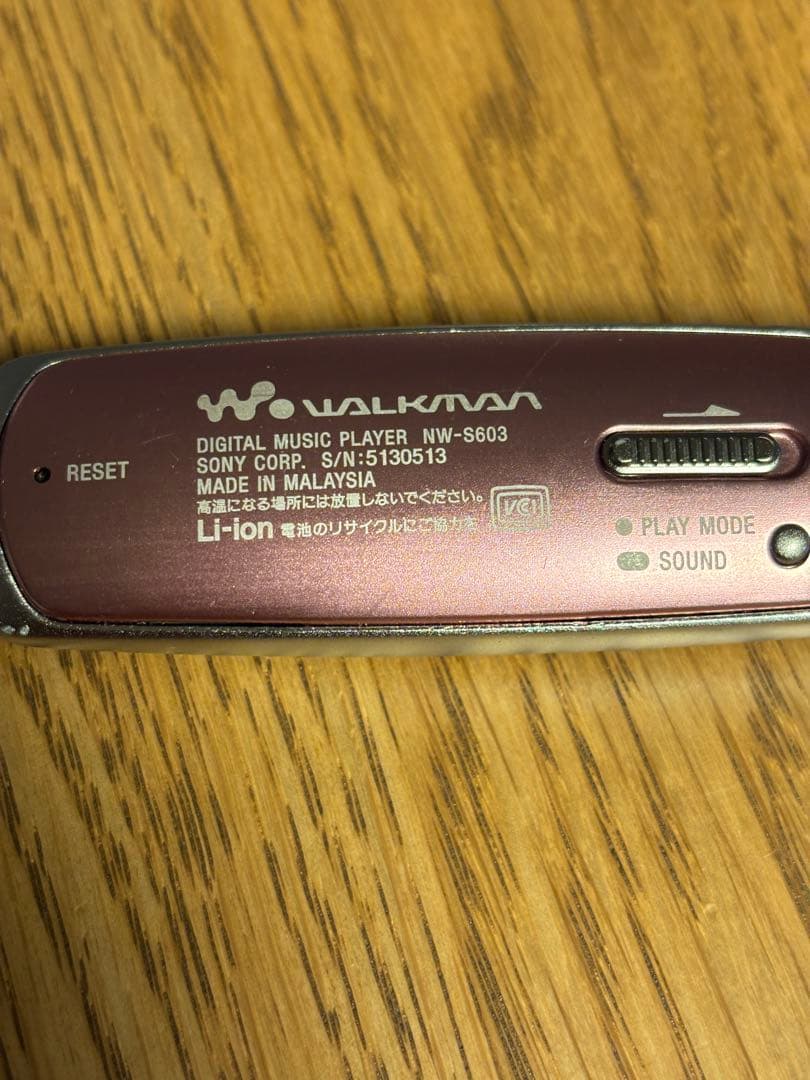 WALKMAN
DIGITAL MUSIC PLAYER NW-S603
SONY CORP. S/N:5130513
MADE IN MALAYSIA
高温になる場所には放置しないでください。
Li-ion 電池のリサイクルにご協力を
VCI
RESET
PLAY MODE
SOUND